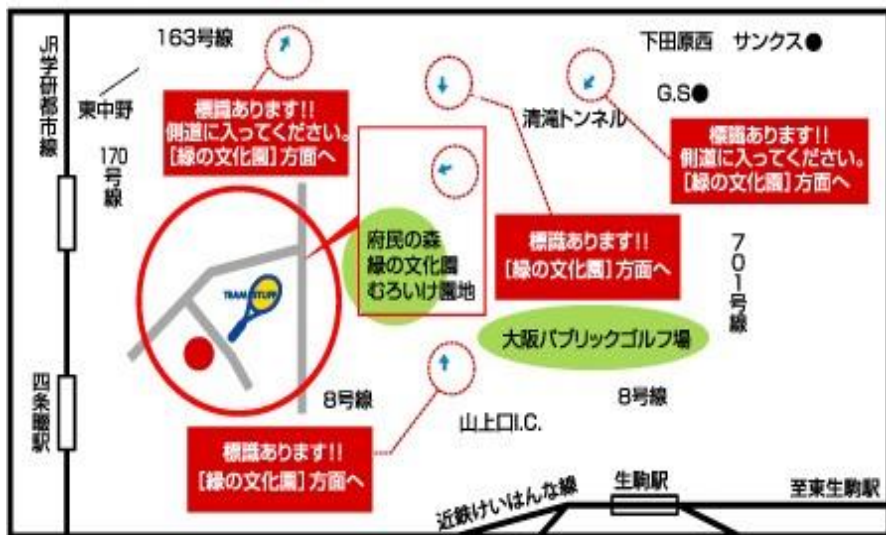 163号線
下田原西 サンクス
JR学研都市線
東中野
G.S
清滝トンネル
標識あります!!
側道に入ってください。
[緑の文化園]方面へ
標識あります!!
側道に入ってください。
[緑の文化園]方面へ
170号線
府民の森
緑の文化園
むろいけ園地
標識あります!!
[緑の文化園]方面へ
701号線
TEAM STUFF
大阪パブリックゴルフ場
四条畷駅
8号線
8号線
山上口I.C.
標識あります!!
[緑の文化園]方面へ
生駒駅
至東生駒駅
近鉄けいはんな線